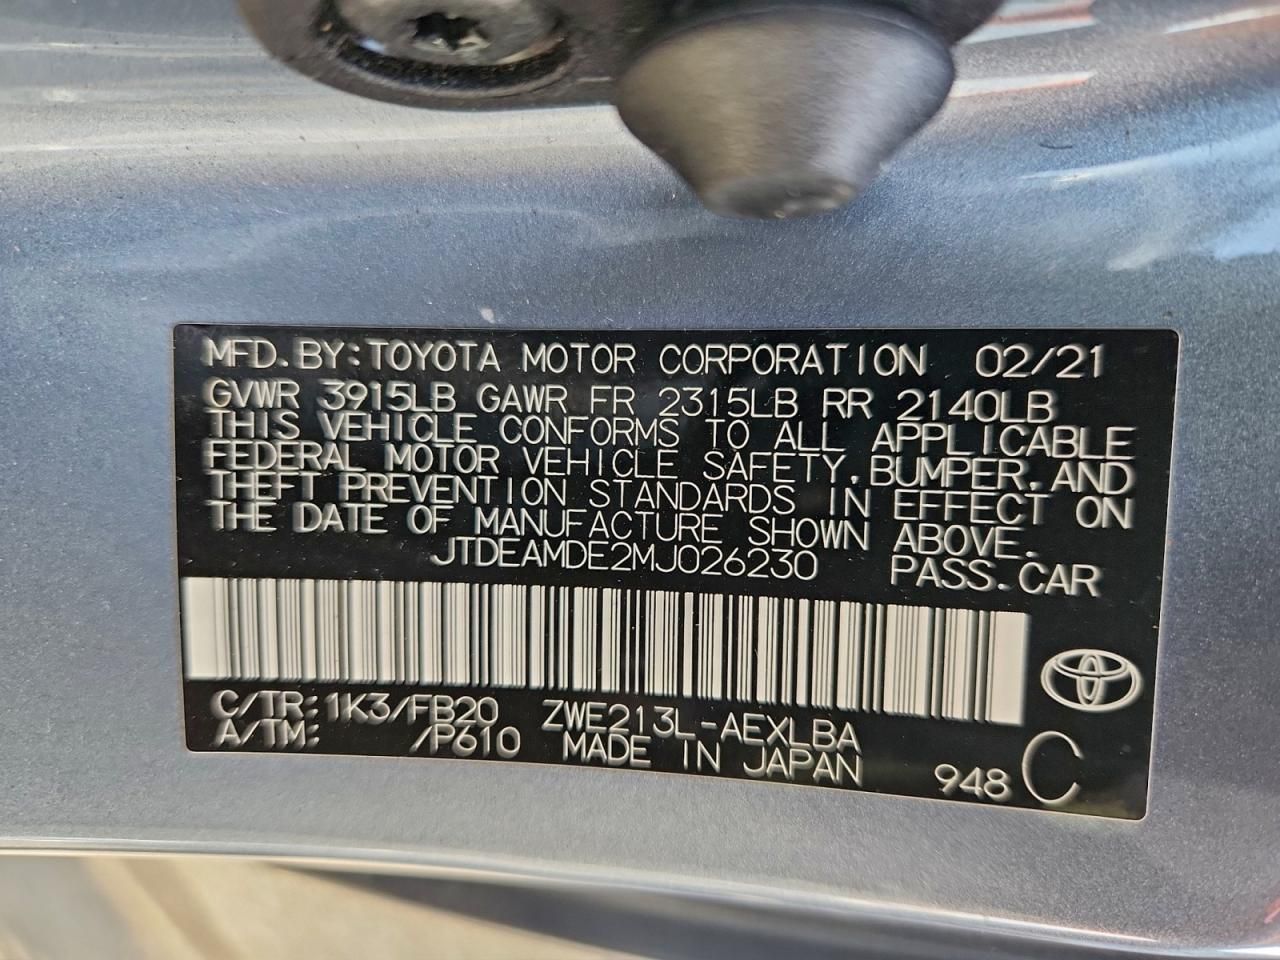 MFD.BY:TOYOTA MOTOR CORPORATION 02/21
GVWR 3915LB GAWR FR 2315LB RR 2140LB
THIS VEHICLE CONFORMS TO ALL APPLICABLE
FEDERAL MOTOR VEHICLE SAFETY,BUMPER,AND
THEFT PREVENTION STANDARDS IN EFFECT ON
THE DATE OF MANUFACTURE SHOWN ABOVE.
JTDEAMDE2MJ026230 PASS.CAR
C/TR:1K3/FB20 ZWE213L-AEXLBA
A/TM: /P610 MADE IN JAPAN 948 C